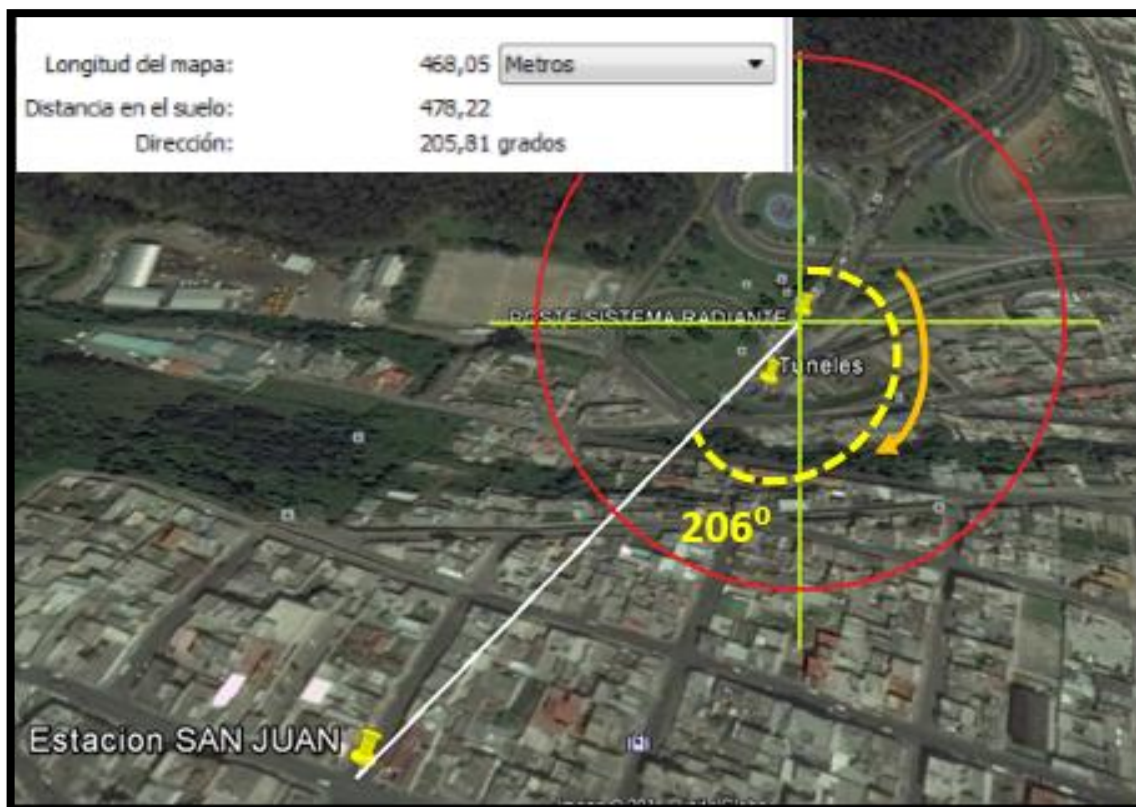 Longitud del mapa: 468,05 Metros
Distancia en el suelo: 478,22
Dirección: 205,81 grados
POSTE SISTEMA RADIANTE
Tuneles
206⁰
Estacion SAN JUAN